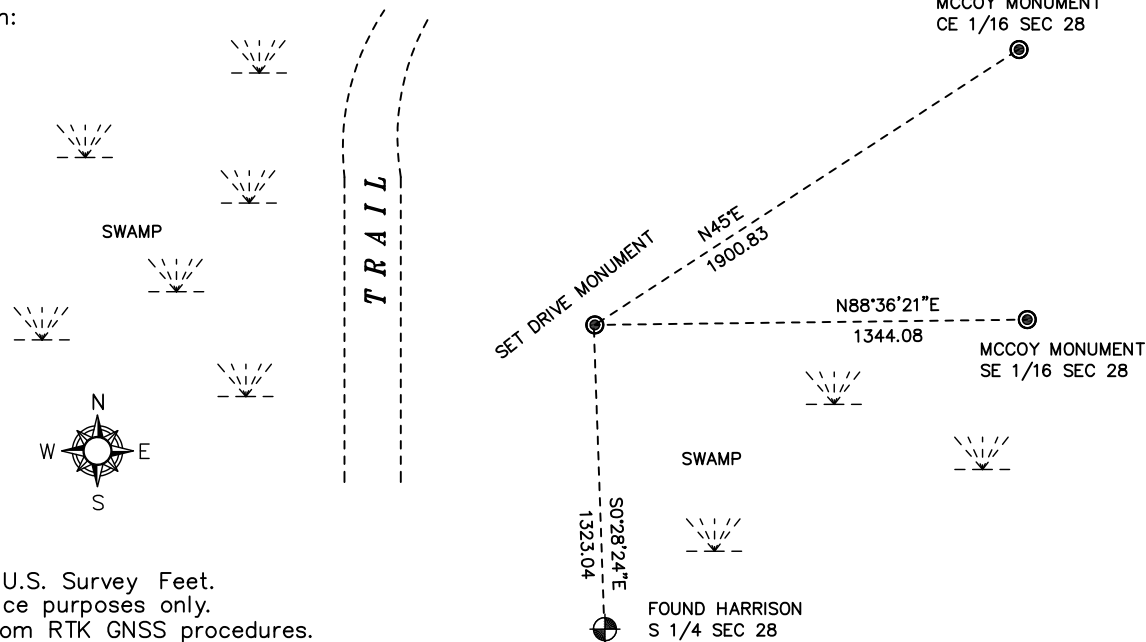 n:
MCCOY MONUMENT
CE 1/16 SEC 28
SWAMP
TRAIL
SET DRIVE MONUMENT
N45°E
1900.83
N88°36'21"E
1344.08
MCCOY MONUMENT
SE 1/16 SEC 28
N
W E
S
SWAMP
S0°28'24"E
1323.04
U.S. Survey Feet.
ce purposes only.
om RTK GNSS procedures.
FOUND HARRISON
S 1/4 SEC 28